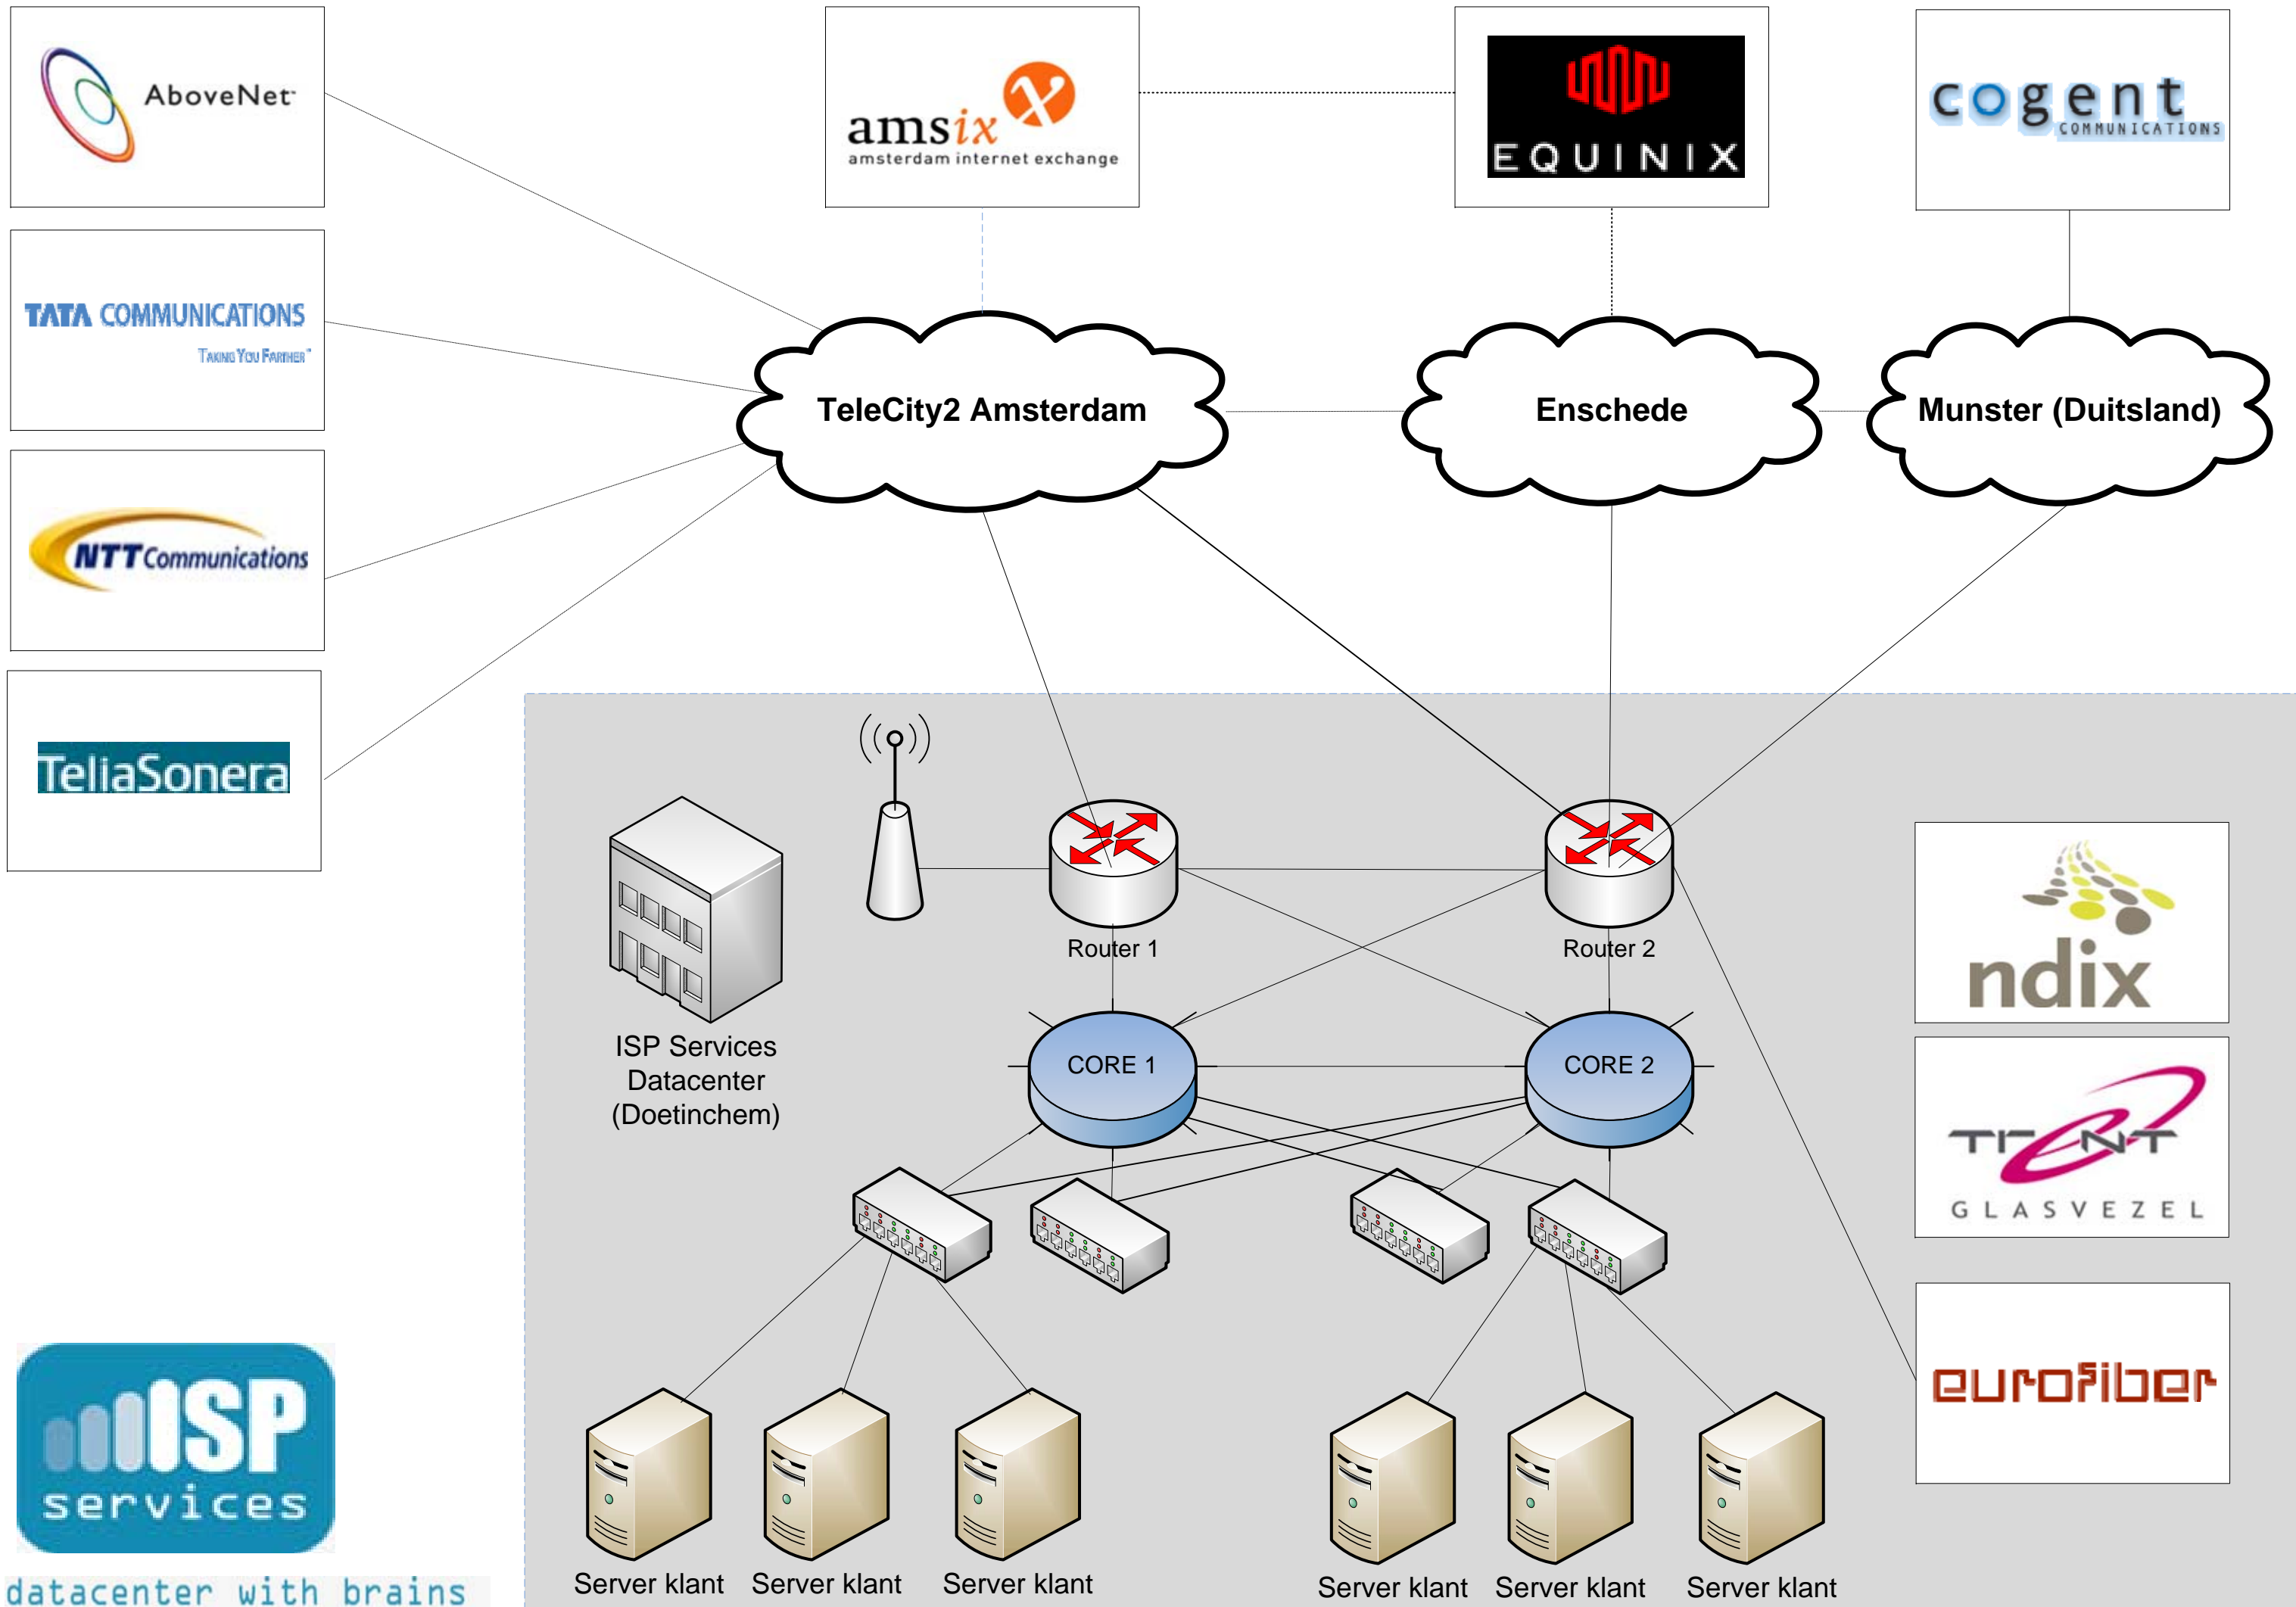 AboveNet
amsix
amsterdam internet exchange
EQUINIX
cogent
COMMUNICATIONS
TATA COMMUNICATIONS
TAKING YOU FARTHER™
NTT Communications
TeliaSonera
TeleCity2 Amsterdam
Enschede
Munster (Duitsland)
Router 1
Router 2
ISP Services
Datacenter
(Doetinchem)
CORE 1
CORE 2
ndix
TRENT
GLASVEZEL
eurofiber
ISP
services
datacenter with brains
Server klant
Server klant
Server klant
Server klant
Server klant
Server klant